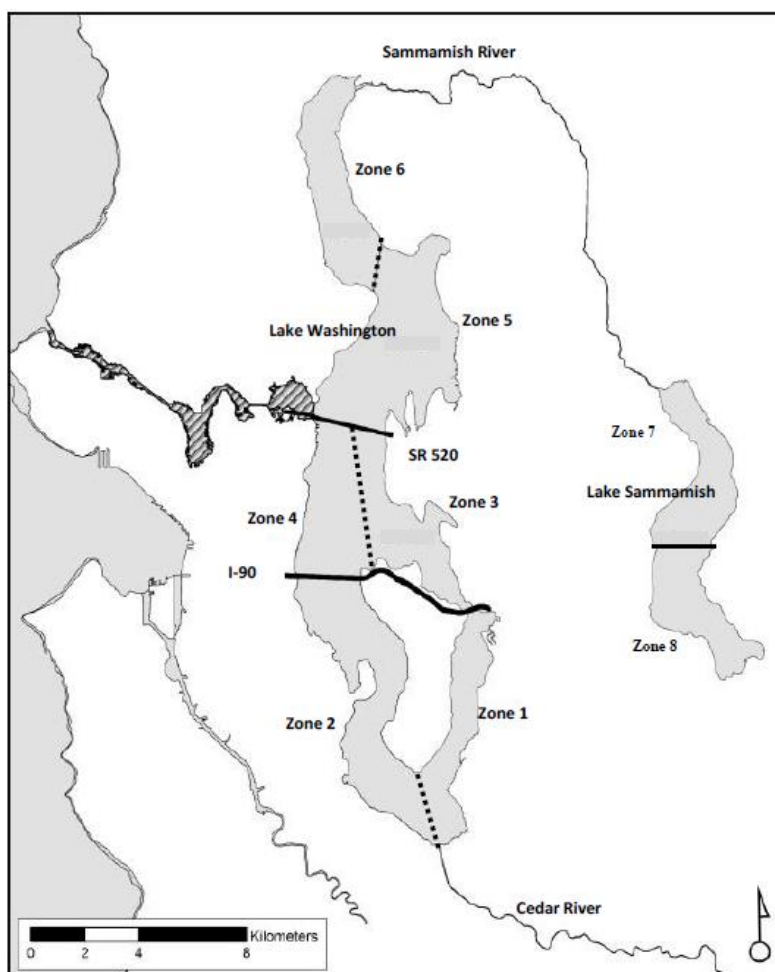 Sammamish River
Zone 6
Lake Washington
Zone 5
Zone 7
SR 520
Lake Sammamish
Zone 4
Zone 3
I-90
Zone 8
Zone 2
Zone 1
Cedar River
Kilometers
0 2 4 8